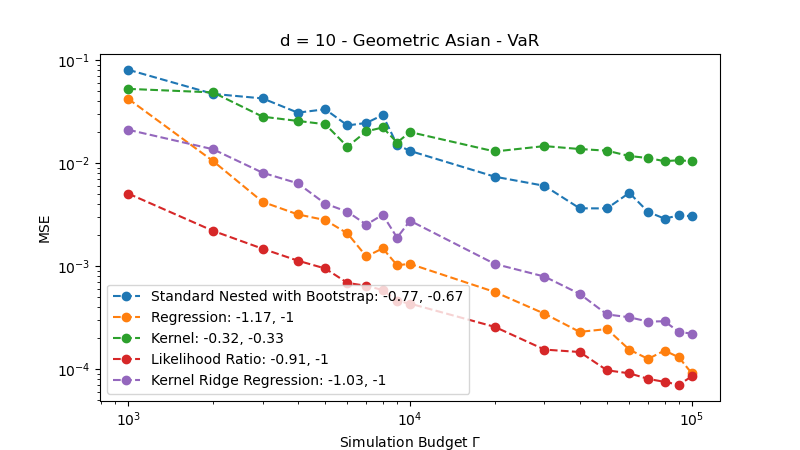 d = 10 - Geometric Asian - VaR
MSE
10⁻¹
10⁻²
10⁻³
10⁻⁴
Standard Nested with Bootstrap: -0.77, -0.67
Regression: -1.17, -1
Kernel: -0.32, -0.33
Likelihood Ratio: -0.91, -1
Kernel Ridge Regression: -1.03, -1
10³ 10⁴ 10⁵
Simulation Budget Γ